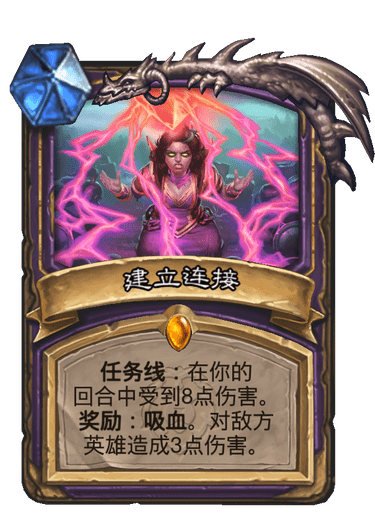 建立连接
任务线：在你的
回合中受到8点伤害。
奖励：吸血。对敌方
英雄造成3点伤害。